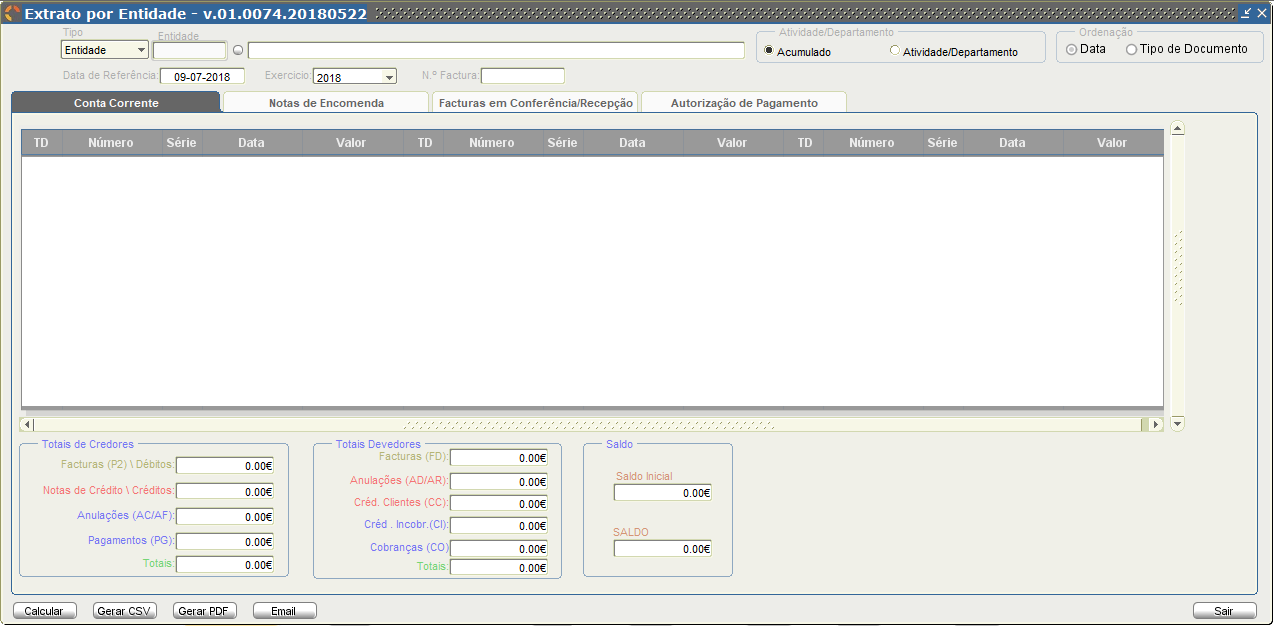 Extrato por Entidade - v.01.0074.20180522
Tipo Entidade Atividade/Departamento Ordenação
Entidade Acumulado Atividade/Departamento Data Tipo de Documento
Data de Referência: 09-07-2018 Exercicio: 2018 N.º Factura:
Conta Corrente Notas de Encomenda Facturas em Conferência/Recepção Autorização de Pagamento
TD Número Série Data Valor TD Número Série Data Valor TD Número Série Data Valor
Totais de Credores
Facturas (P2) \ Débitos: 0.00€
Notas de Crédito \ Créditos: 0.00€
Anulações (AC/AF): 0.00€
Pagamentos (PG): 0.00€
Totais: 0.00€
Totais Devedores
Facturas (FD): 0.00€
Anulações (AD/AR): 0.00€
Créd. Clientes (CC): 0.00€
Créd . Incobr.(CI): 0.00€
Cobranças (CO) 0.00€
Totais: 0.00€
Saldo
Saldo Inicial
0.00€
SALDO
0.00€
Calcular Gerar CSV Gerar PDF Email Sair